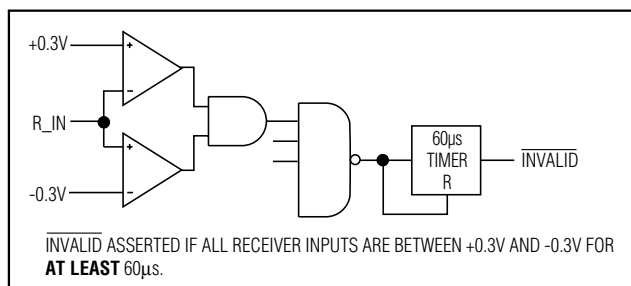 +0.3V
+
-
R_IN
+
-0.3V
-
60µs
TIMER
R
INVALID
INVALID ASSERTED IF ALL RECEIVER INPUTS ARE BETWEEN +0.3V AND -0.3V FOR
AT LEAST 60µs.